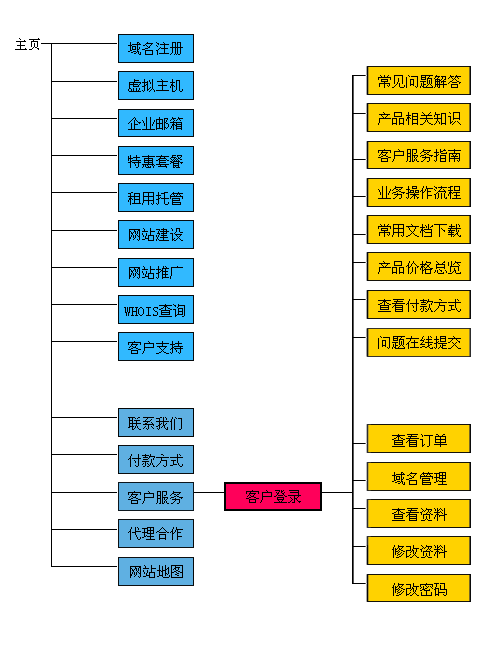 主页
域名注册
虚拟主机
企业邮箱
特惠套餐
租用托管
网站建设
网站推广
WHOIS查询
客户支持
联系我们
付款方式
客户服务
代理合作
网站地图
客户登录
常见问题解答
产品相关知识
客户服务指南
业务操作流程
常用文档下载
产品价格总览
查看付款方式
问题在线提交
查看订单
域名管理
查看资料
修改资料
修改密码